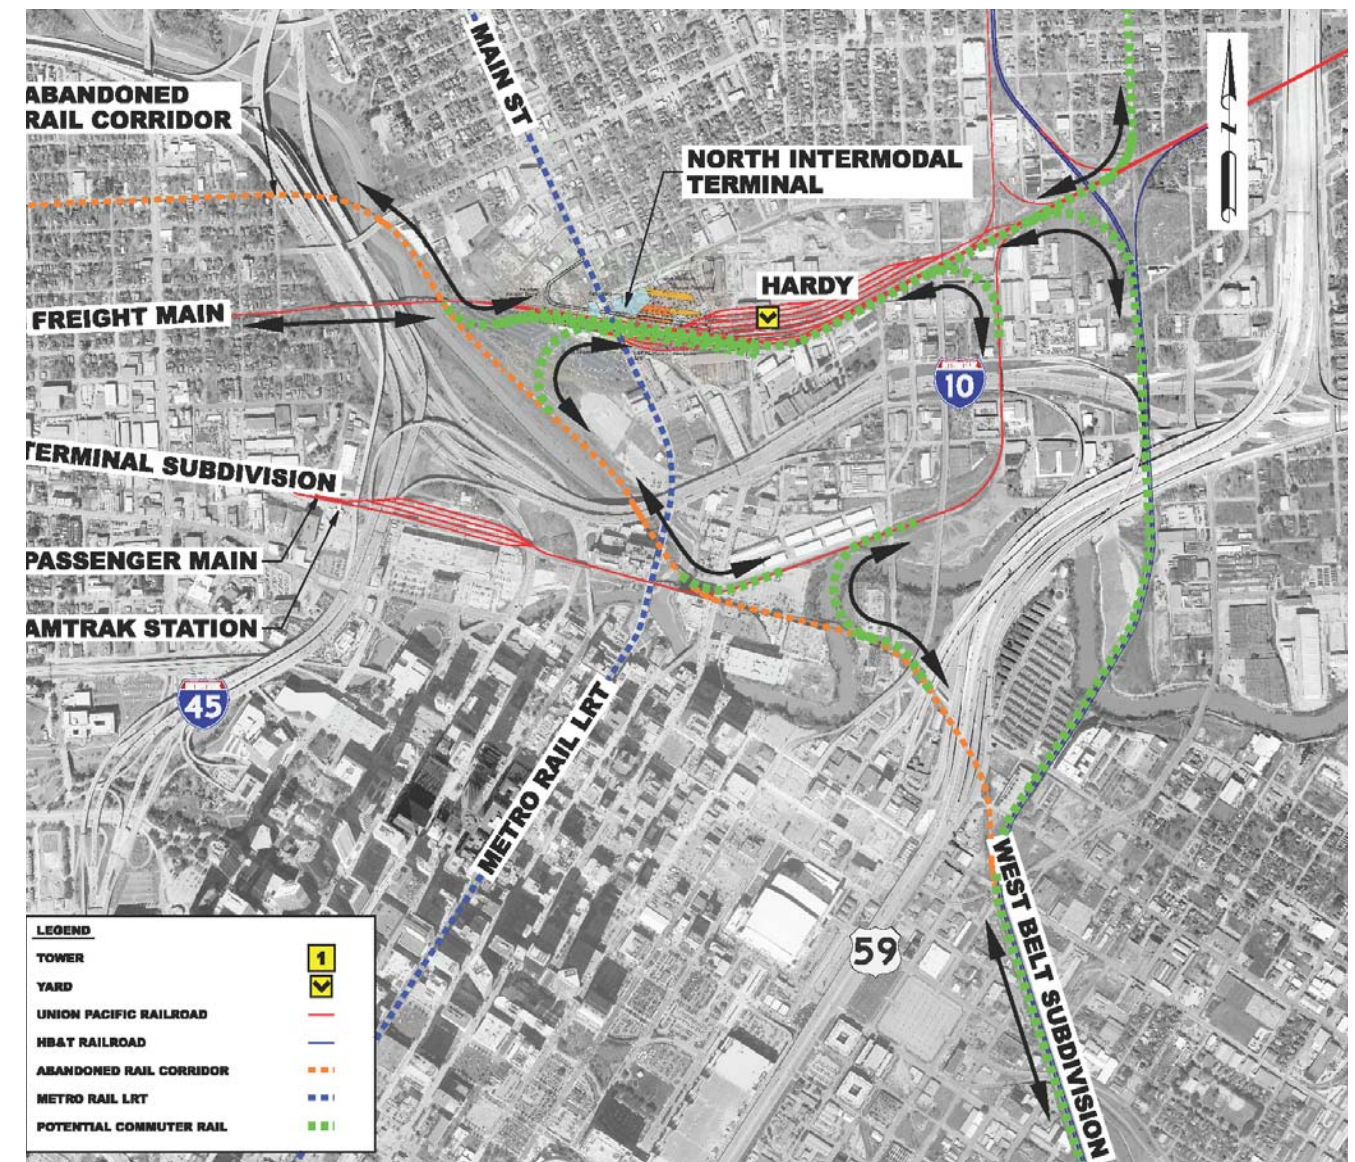 ABANDONED
RAIL CORRIDOR
MAIN ST
NORTH INTERMODAL
TERMINAL
N
HARDY
FREIGHT MAIN
10
TERMINAL SUBDIVISION
PASSENGER MAIN
AMTRAK STATION
45
METRO RAIL LRT
WEST BELT SUBDIVISION
59
LEGEND
TOWER
1
YARD
UNION PACIFIC RAILROAD
HB&T RAILROAD
ABANDONED RAIL CORRIDOR
METRO RAIL LRT
POTENTIAL COMMUTER RAIL